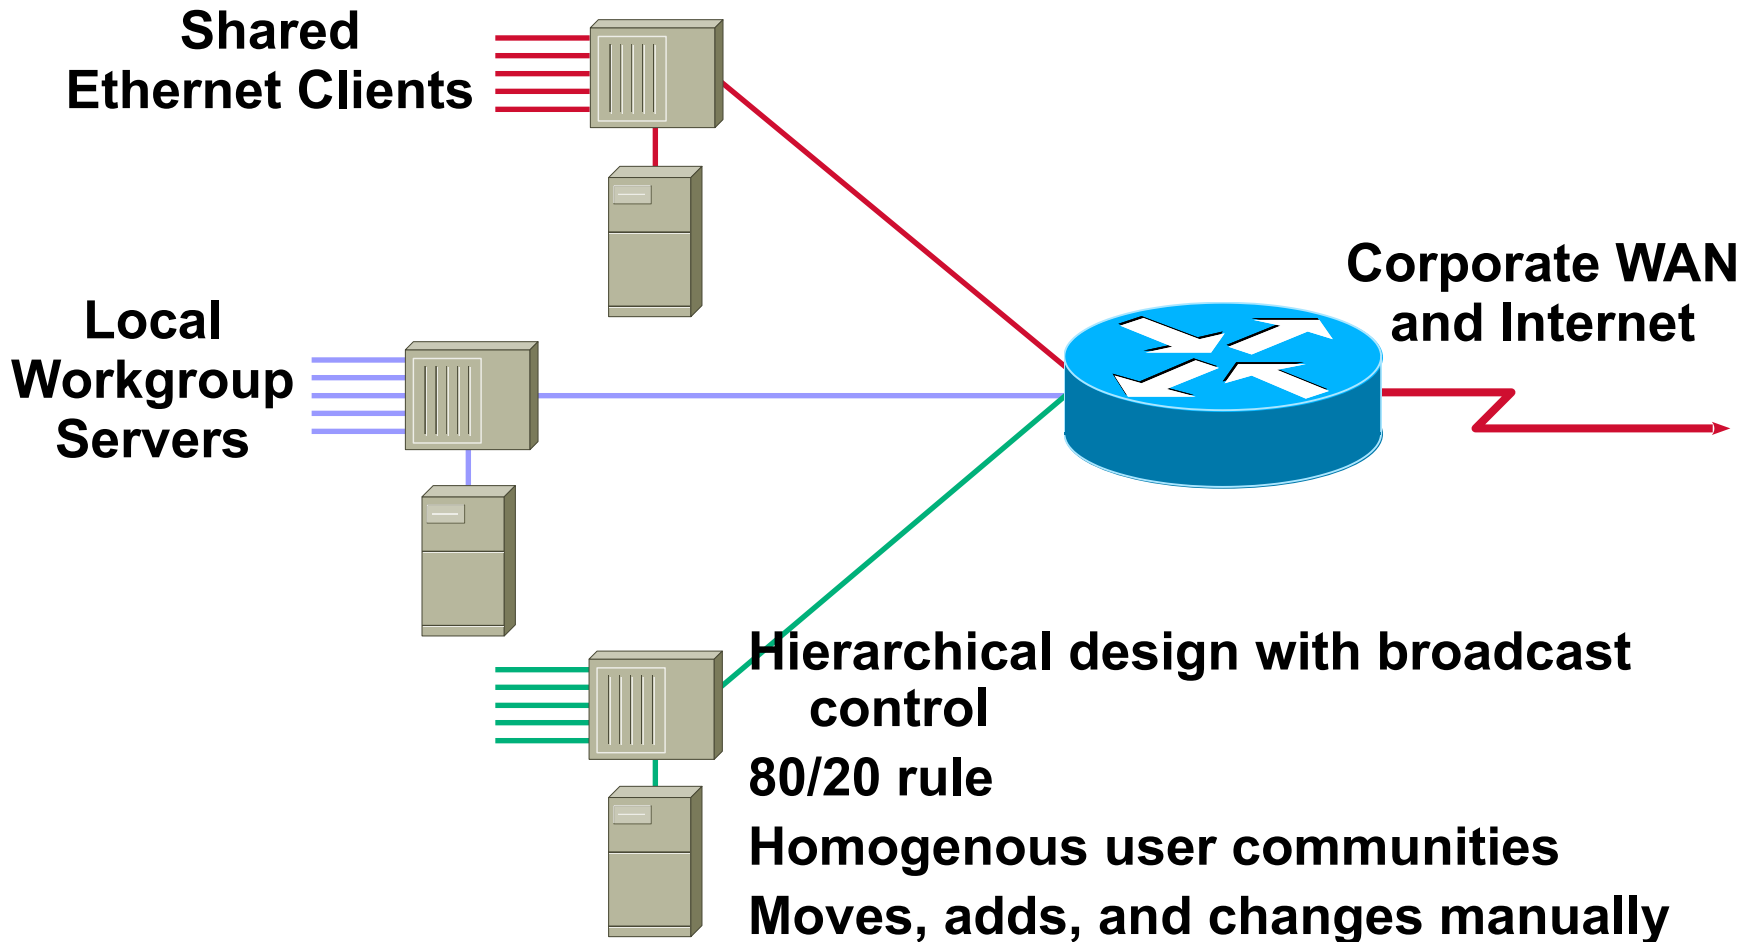 Shared
Ethernet Clients
Corporate WAN
and Internet
Local
Workgroup
Servers
Hierarchical design with broadcast
control
80/20 rule
Homogenous user communities
Moves, adds, and changes manually